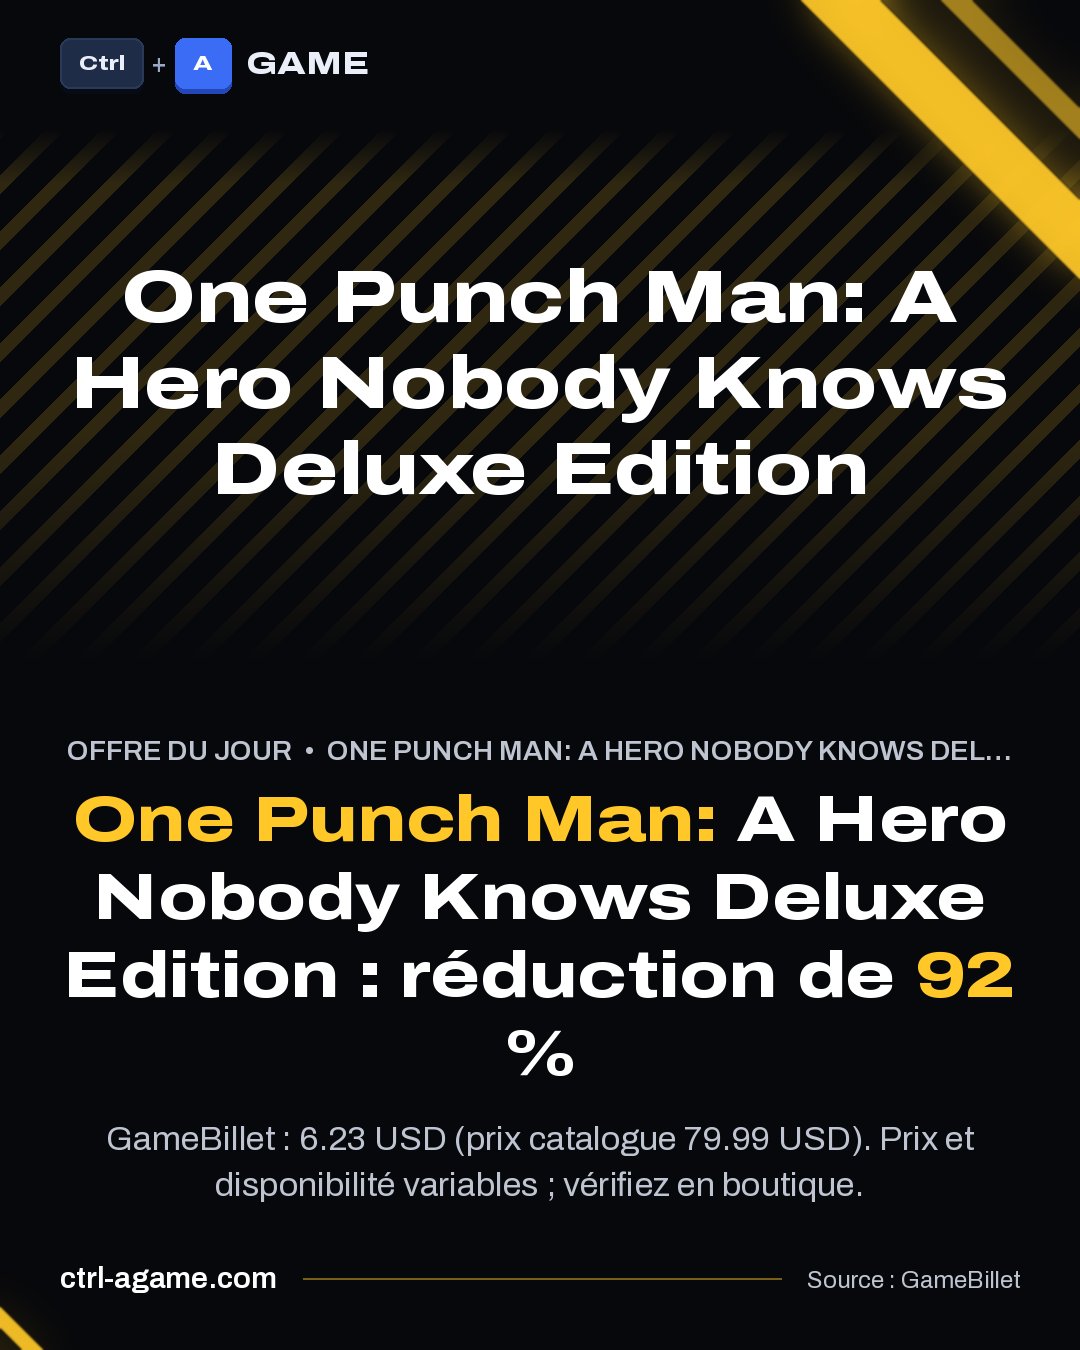 Ctrl + A GAME
One Punch Man: A
Hero Nobody Knows
Deluxe Edition
OFFRE DU JOUR • ONE PUNCH MAN: A HERO NOBODY KNOWS DEL...
One Punch Man: A Hero
Nobody Knows Deluxe
Edition : réduction de 92
%
GameBillet : 6.23 USD (prix catalogue 79.99 USD). Prix et
disponibilité variables ; vérifiez en boutique.
ctrl-agame.com
Source : GameBillet